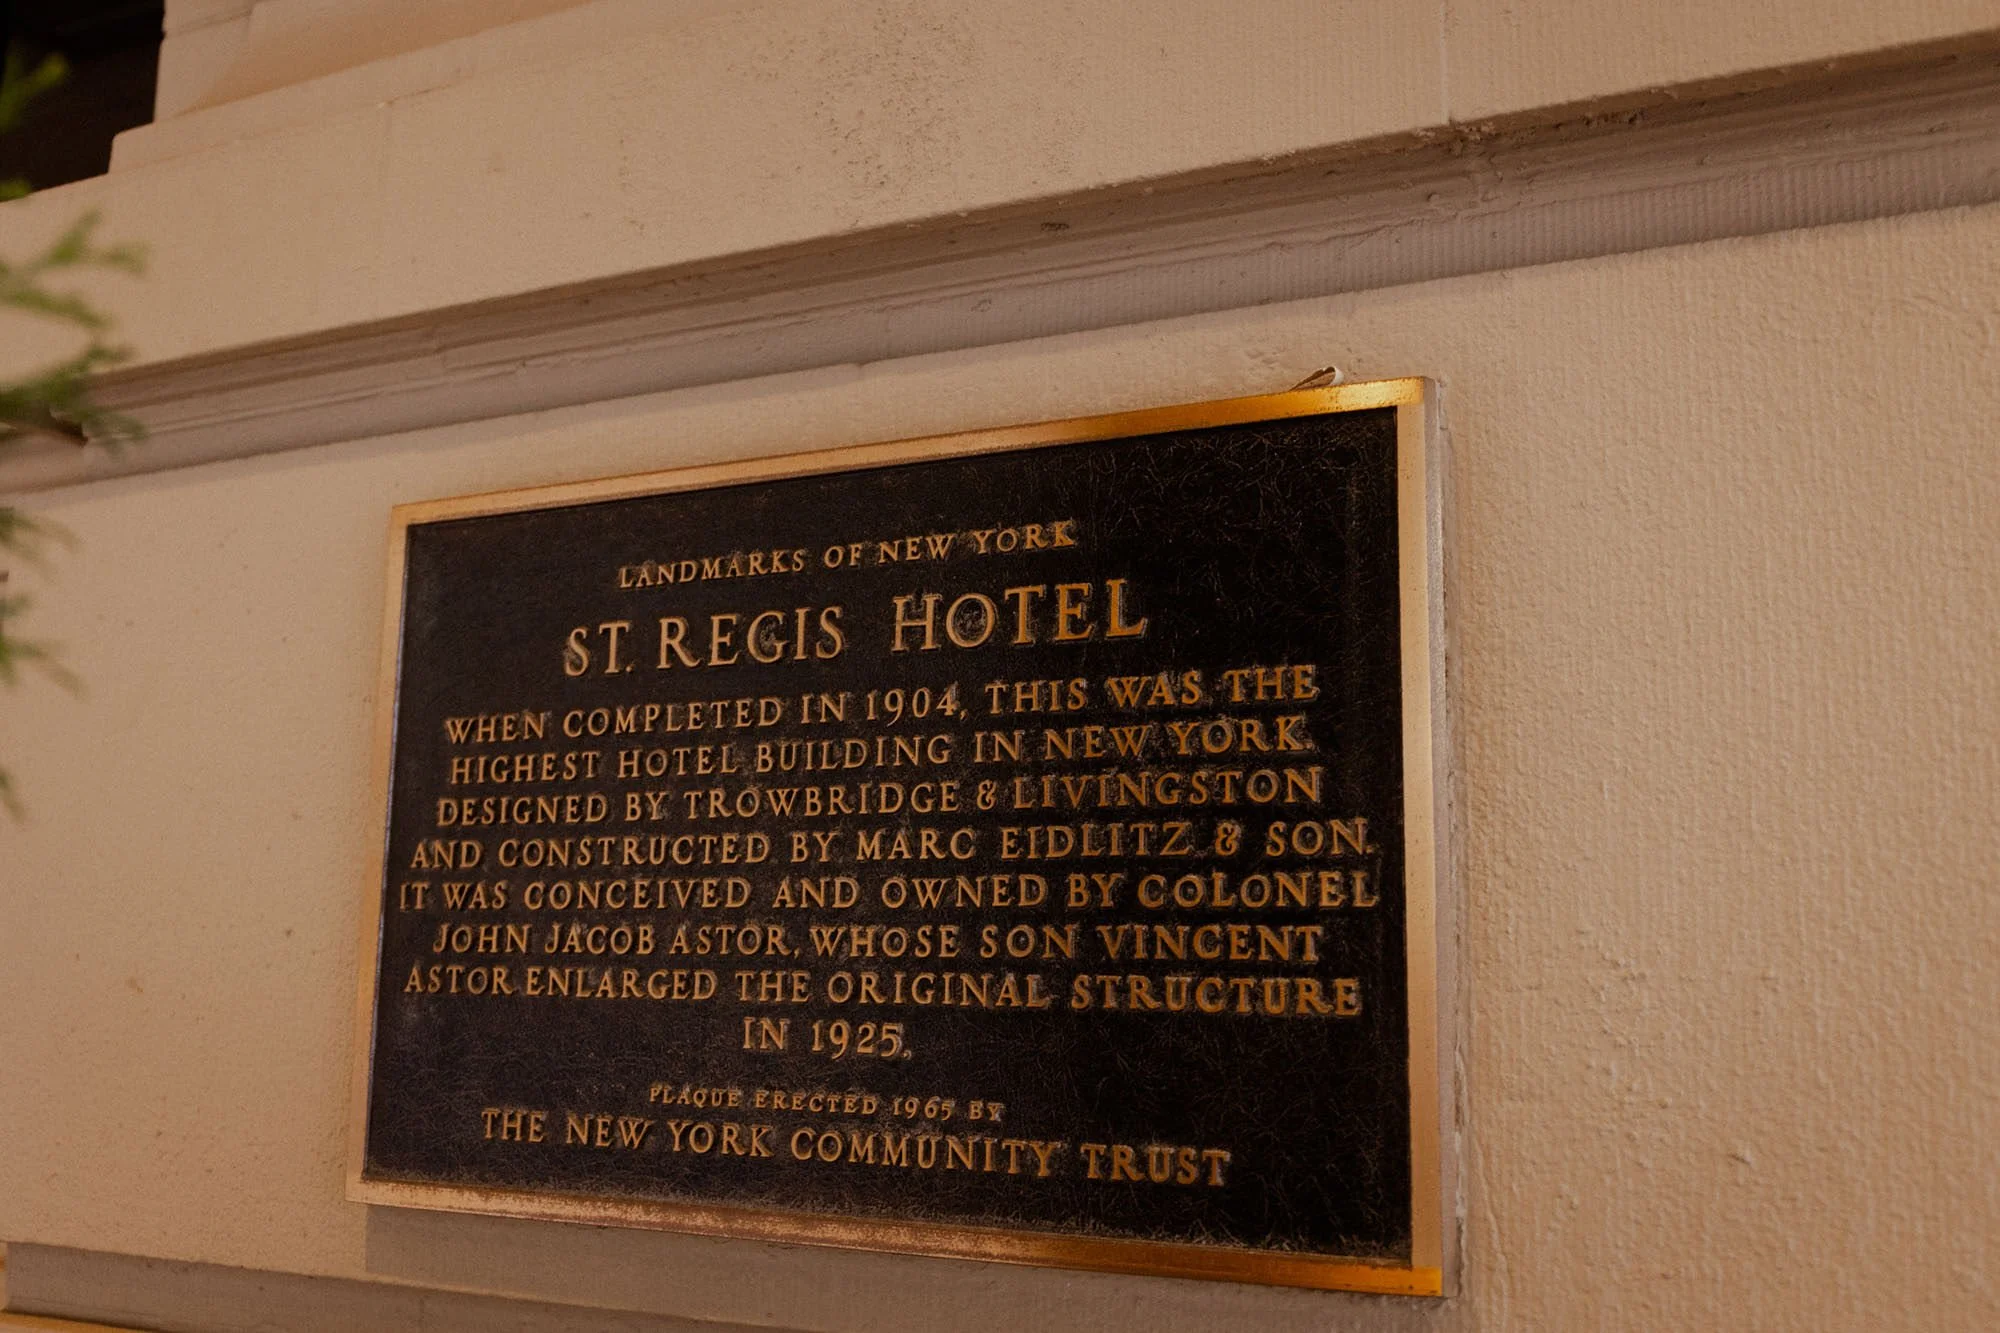 LANDMARKS OF NEW YORK
ST. REGIS HOTEL
WHEN COMPLETED IN 1904, THIS WAS THE
HIGHEST HOTEL BUILDING IN NEW YORK.
DESIGNED BY TROWBRIDGE & LIVINGSTON
AND CONSTRUCTED BY MARC EIDLITZ & SON.
IT WAS CONCEIVED AND OWNED BY COLONEL
JOHN JACOB ASTOR, WHOSE SON VINCENT
ASTOR ENLARGED THE ORIGINAL STRUCTURE
IN 1925.
PLAQUE ERECTED 1965 BY
THE NEW YORK COMMUNITY TRUST